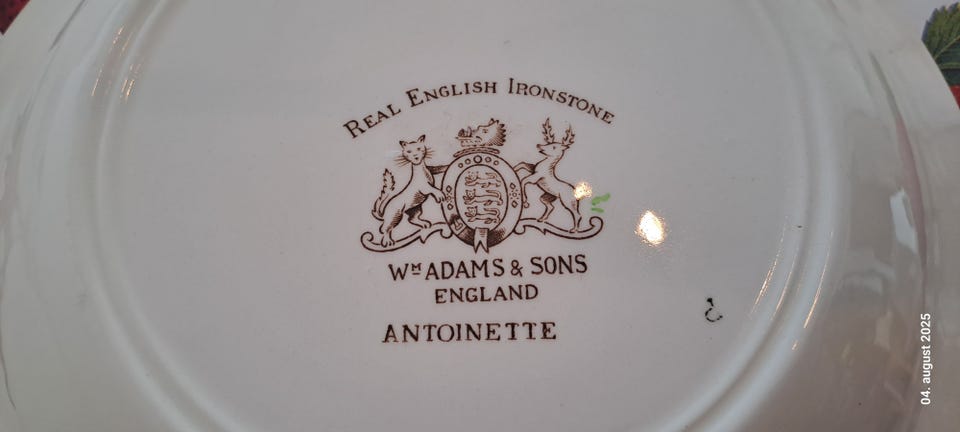 REAL ENGLISH IRONSTONE
Wᴹ ADAMS & SONS
ENGLAND
ANTOINETTE
04. august 2025